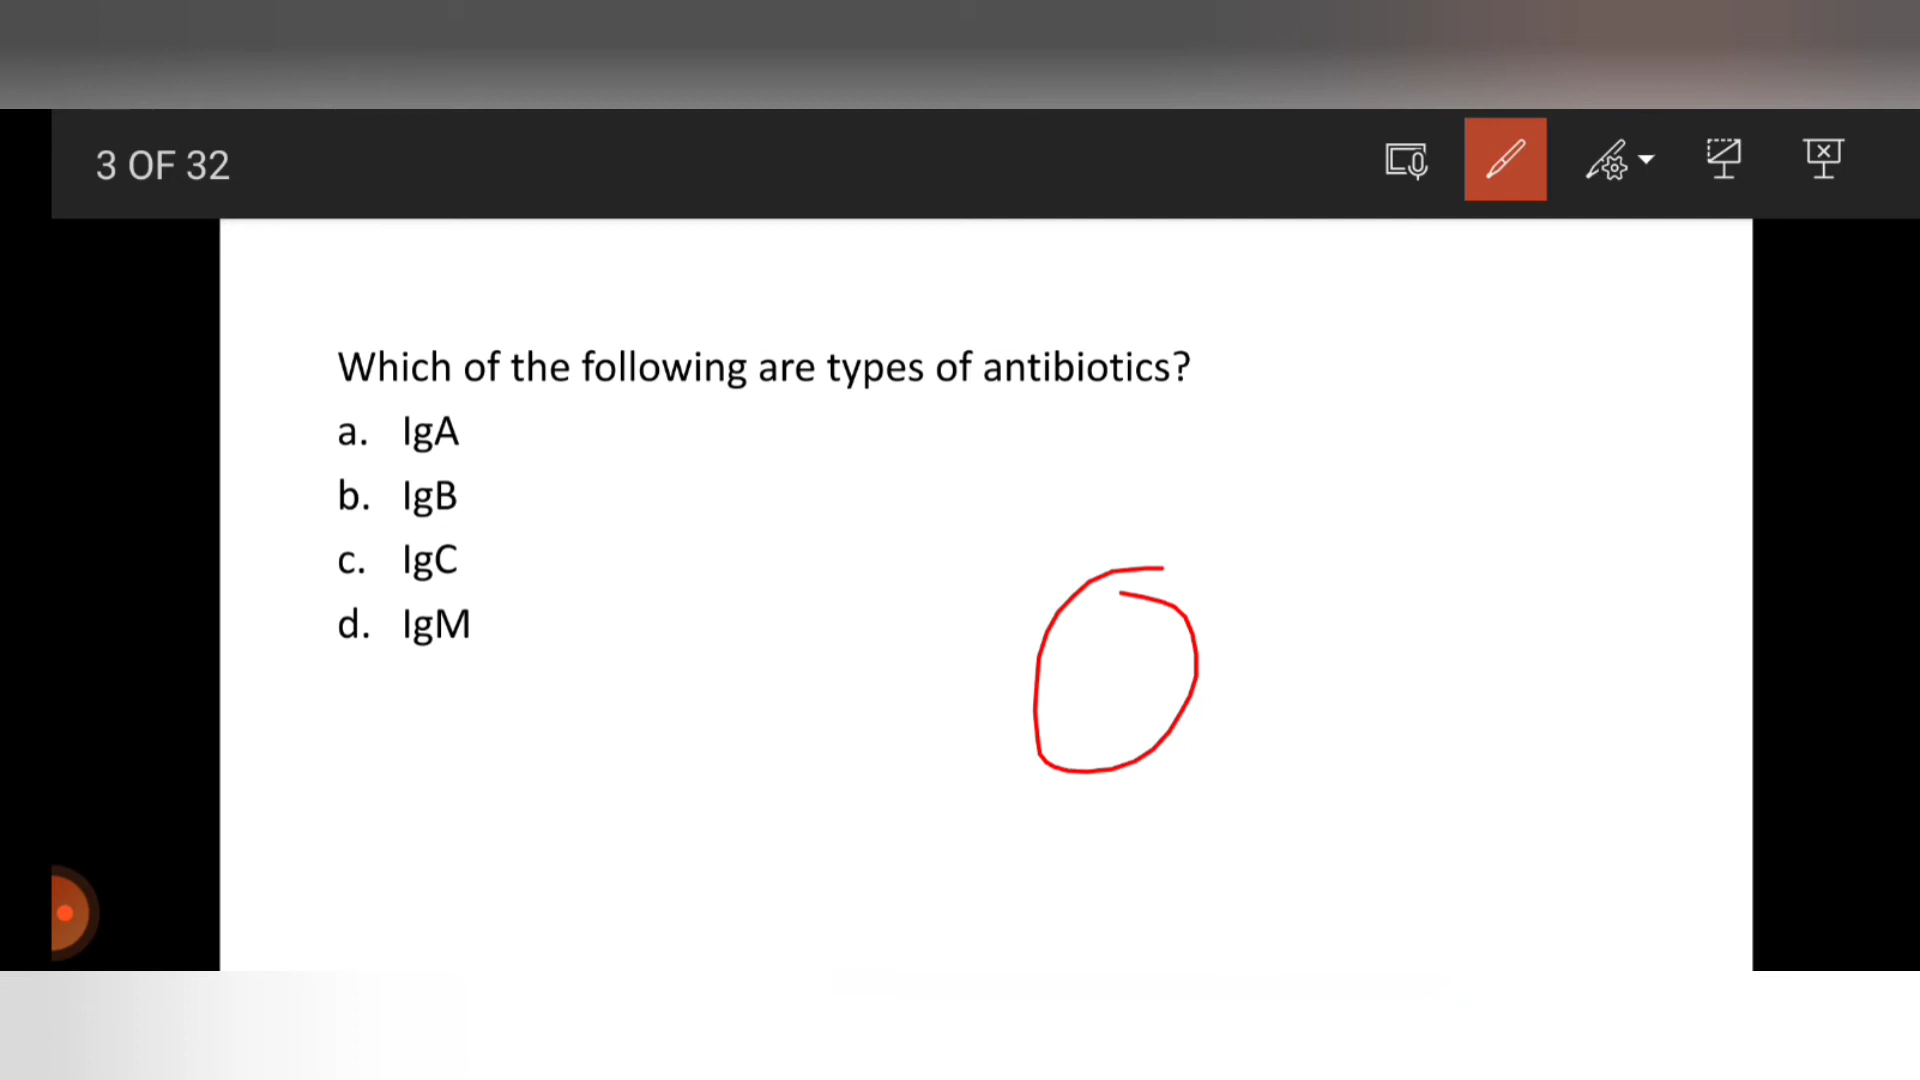 3 OF 32
Which of the following are types of antibiotics?
a. IgA
b. IgB
c. IgC
d. IgM